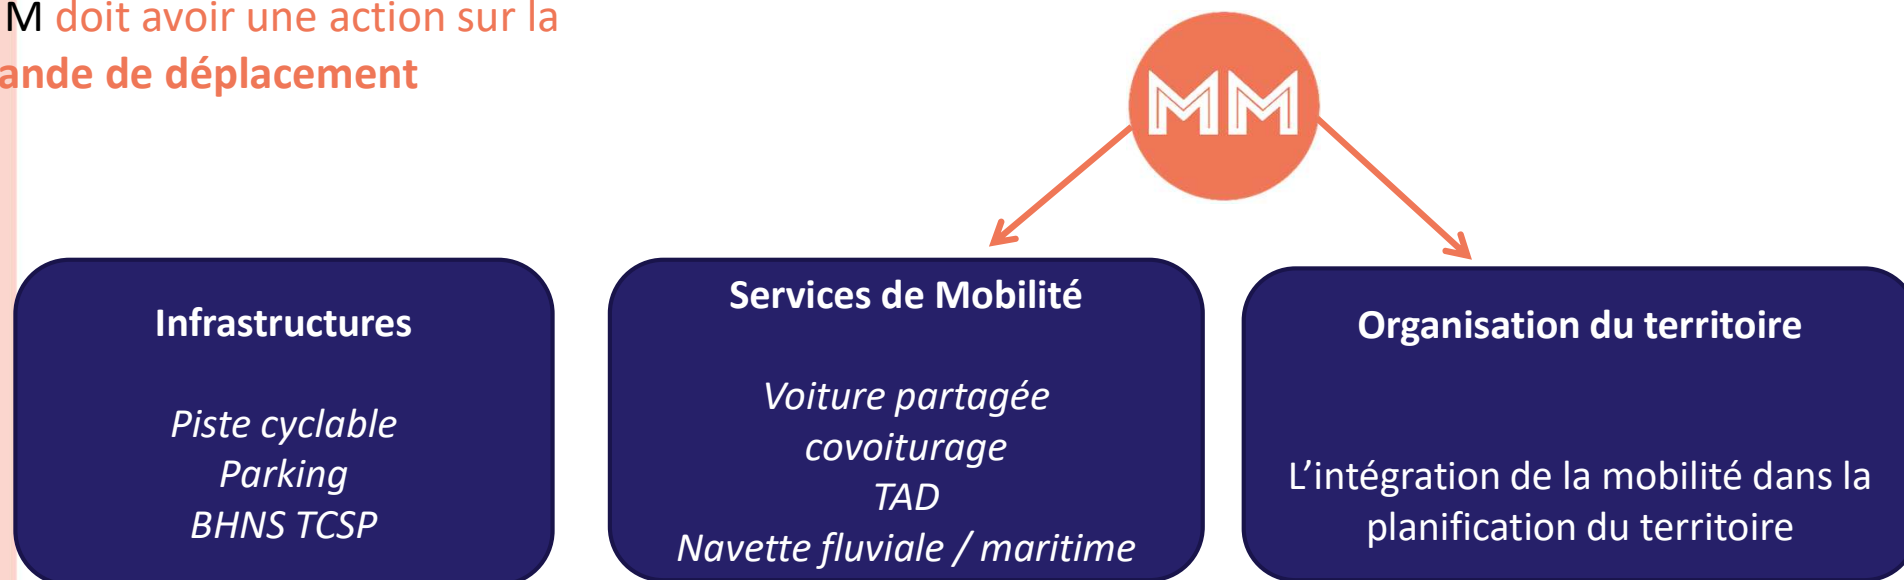 M doit avoir une action sur la
ande de déplacement
MM
Infrastructures
Piste cyclable
Parking
BHNS TCSP
Services de Mobilité
Voiture partagée
covoiturage
TAD
Navette fluviale / maritime
Organisation du territoire
L’intégration de la mobilité dans la
planification du territoire